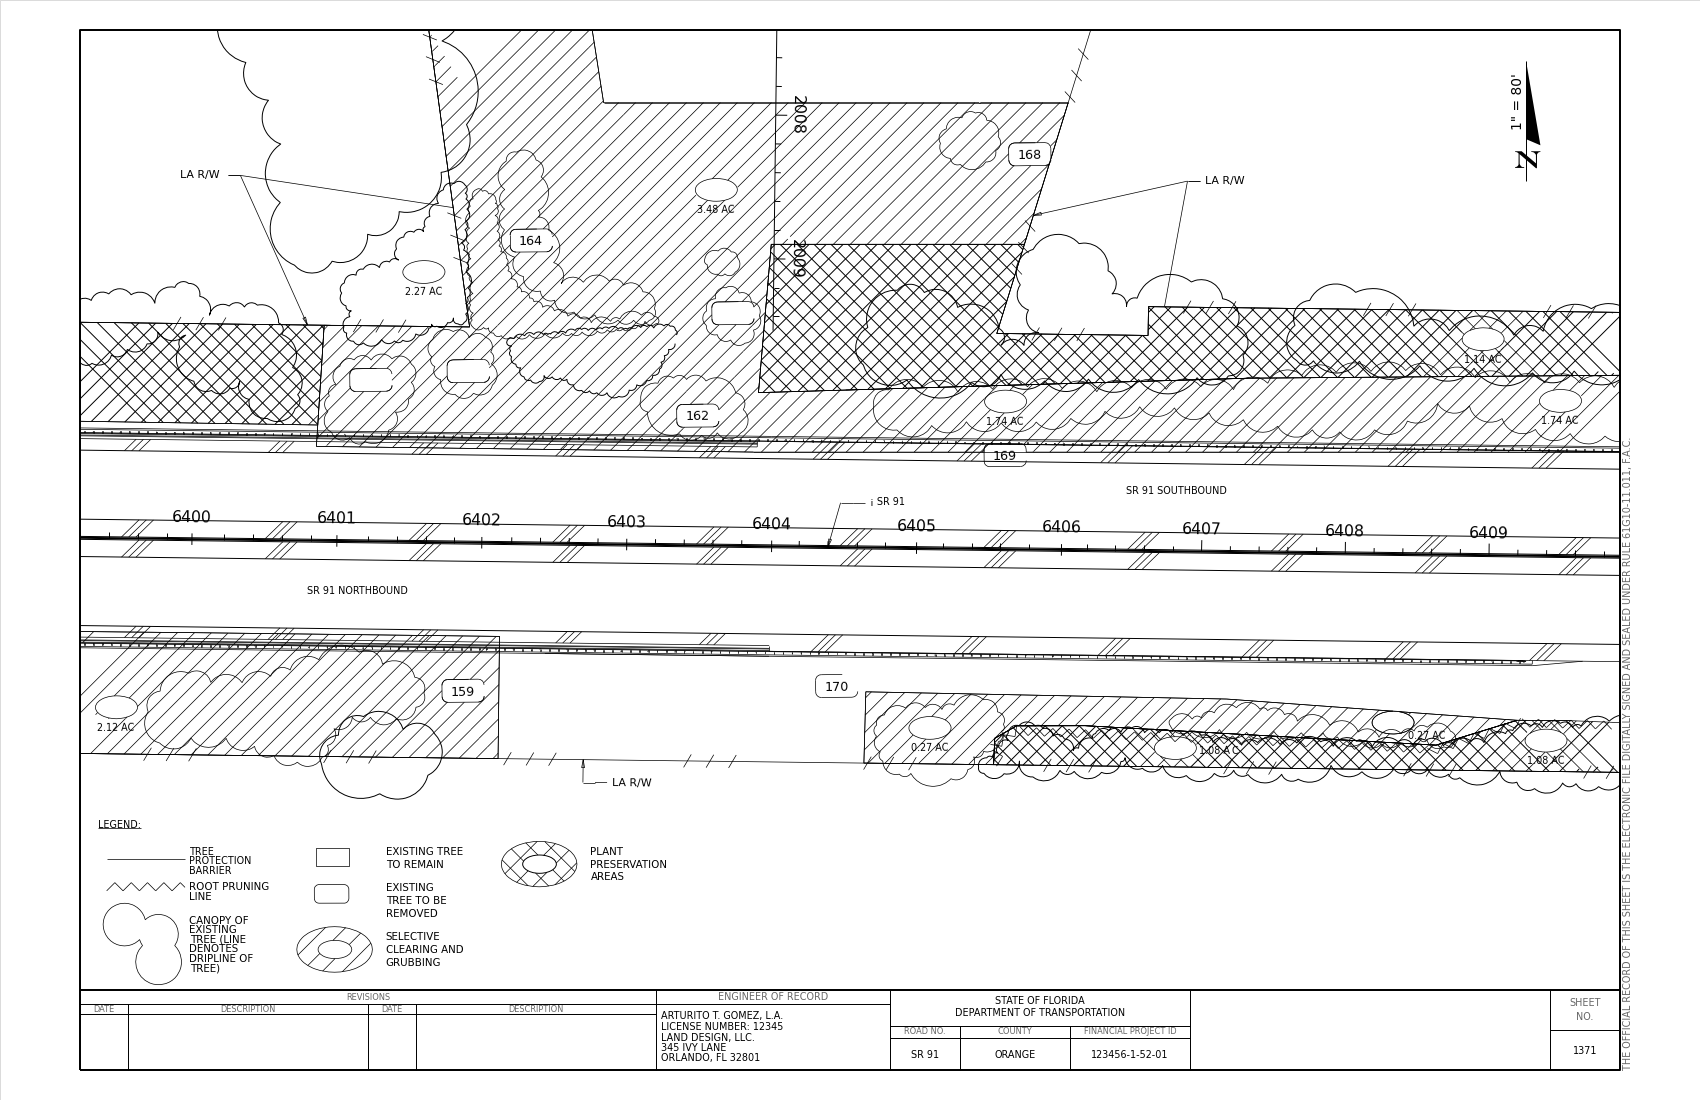 1" = 80'
N
2008
168
LA R/W
LA R/W
3.48 AC
164
2009
2.27 AC
1.14 AC
162
1.74 AC
1.74 AC
169
SR 91 SOUTHBOUND
¡ SR 91
6400
6401
6402
6403
6404
6405
6406
6407
6408
6409
SR 91 NORTHBOUND
159
170
2.12 AC
0.27 AC
0.27 AC
1.08 A C
1.08 AC
LA R/W
LEGEND:
TREE
PROTECTION
BARRIER
ROOT PRUNING
LINE
CANOPY OF
EXISTING
TREE (LINE
DENOTES
DRIPLINE OF
TREE)
EXISTING TREE
TO REMAIN
EXISTING
TREE TO BE
REMOVED
SELECTIVE
CLEARING AND
GRUBBING
PLANT
PRESERVATION
AREAS
REVISIONS
DATE
DESCRIPTION
DATE
DESCRIPTION
ENGINEER OF RECORD
ARTURITO T. GOMEZ, L.A.
LICENSE NUMBER: 12345
LAND DESIGN, LLC.
345 IVY LANE
ORLANDO, FL 32801
STATE OF FLORIDA
DEPARTMENT OF TRANSPORTATION
ROAD NO.
COUNTY
FINANCIAL PROJECT ID
SR 91
ORANGE
123456-1-52-01
SHEET
NO.
1371
THE OFFICIAL RECORD OF THIS SHEET IS THE ELECTRONIC FILE DIGITALLY SIGNED AND SEALED UNDER RULE 61G10-11.011, F.A.C.